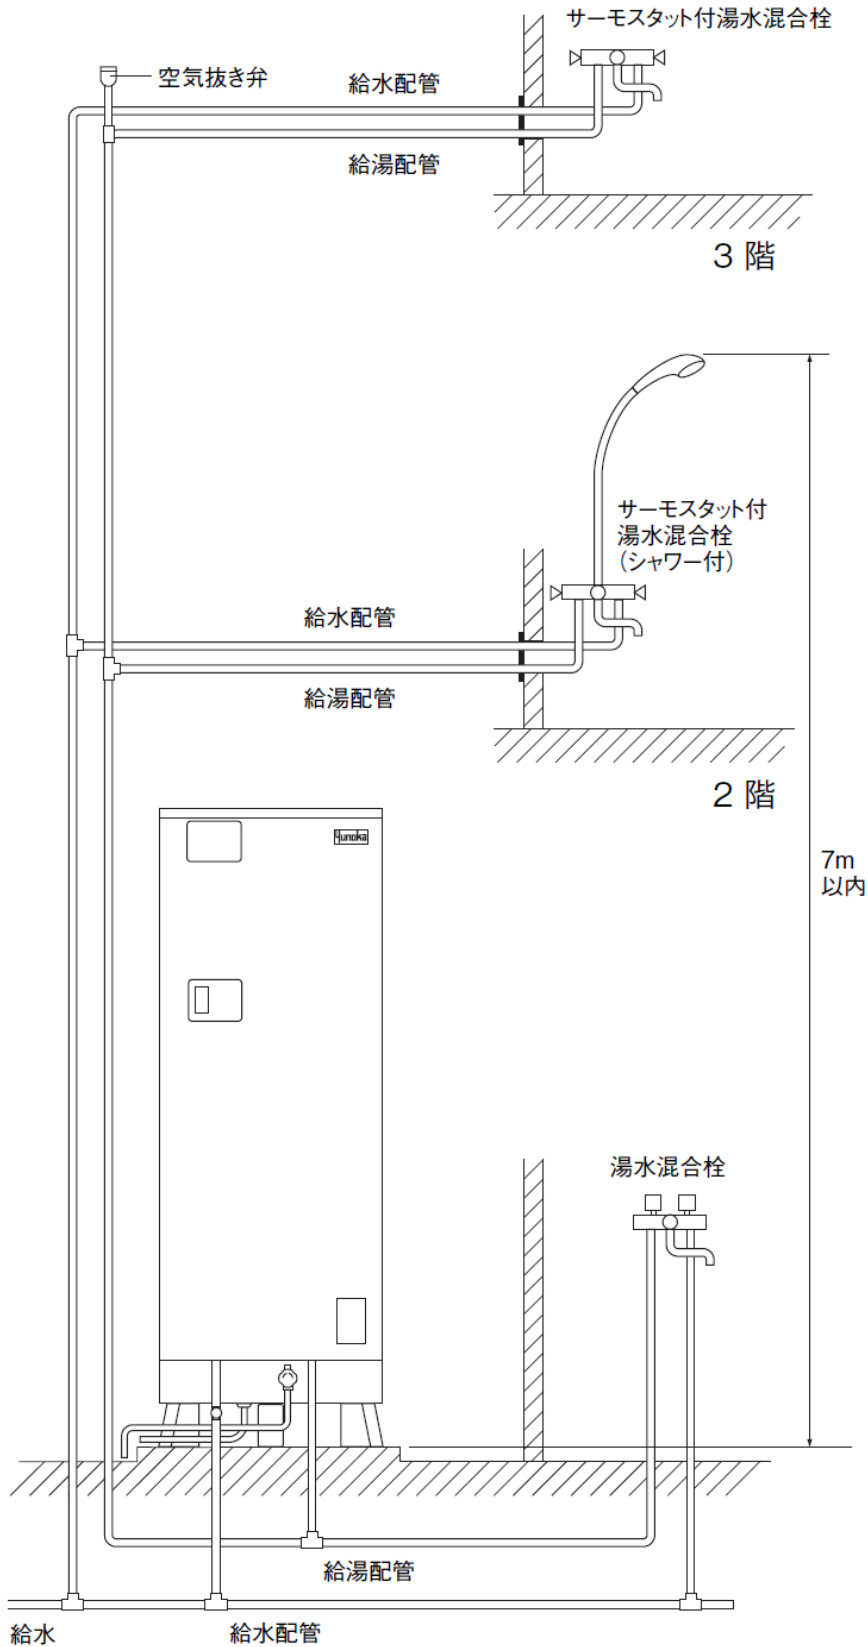 サーモスタット付湯水混合栓
空気抜き弁
給水配管
給湯配管
3 階
サーモスタット付
湯水混合栓
(シャワー付)
給水配管
給湯配管
2 階
Yunoka
7m
以内
湯水混合栓
給湯配管
給水
給水配管